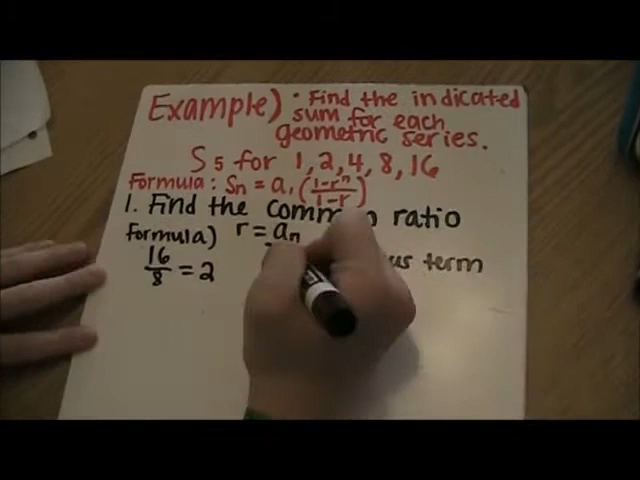 Example) • Find the indicated
sum for each
geometric series.
S5 for 1, 2, 4, 8, 16
Formula: Sn = a1 (1-rⁿ/1-r)
1. Find the common ratio
Formula) r = an
term
16/8 = 2